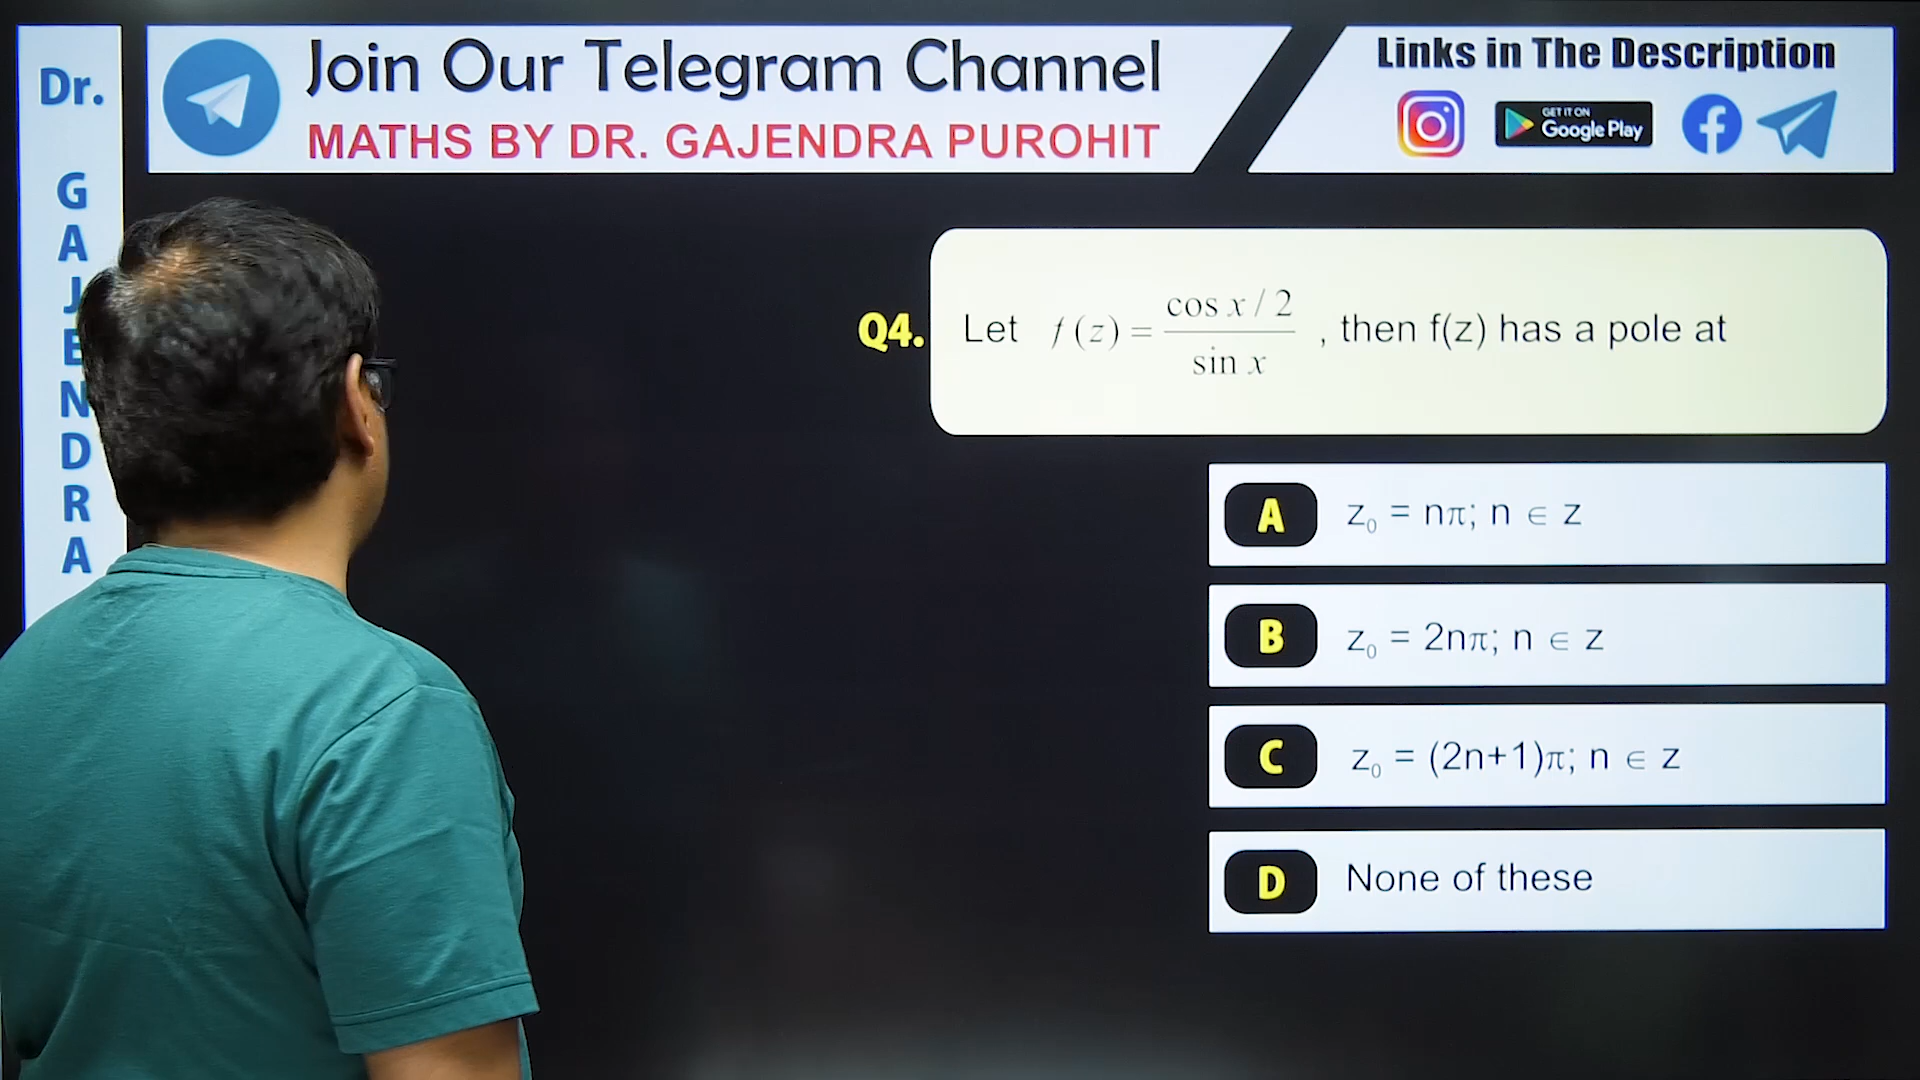 Dr.
GAJENDRA
Join Our Telegram Channel
MATHS BY DR. GAJENDRA PUROHIT
Links in The Description
GET IT ON
Google Play
Q4. Let f(z) = cos x / 2 / sin x , then f(z) has a pole at
A z₀ = nπ; n ∈ z
B z₀ = 2nπ; n ∈ z
C z₀ = (2n+1)π; n ∈ z
D None of these